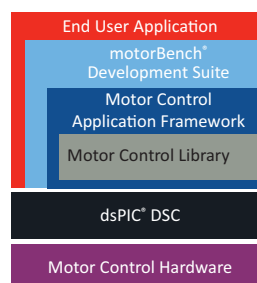 End User Application
motorBench®
Development Suite
Motor Control
Application Framework
Motor Control Library
dsPIC® DSC
Motor Control Hardware